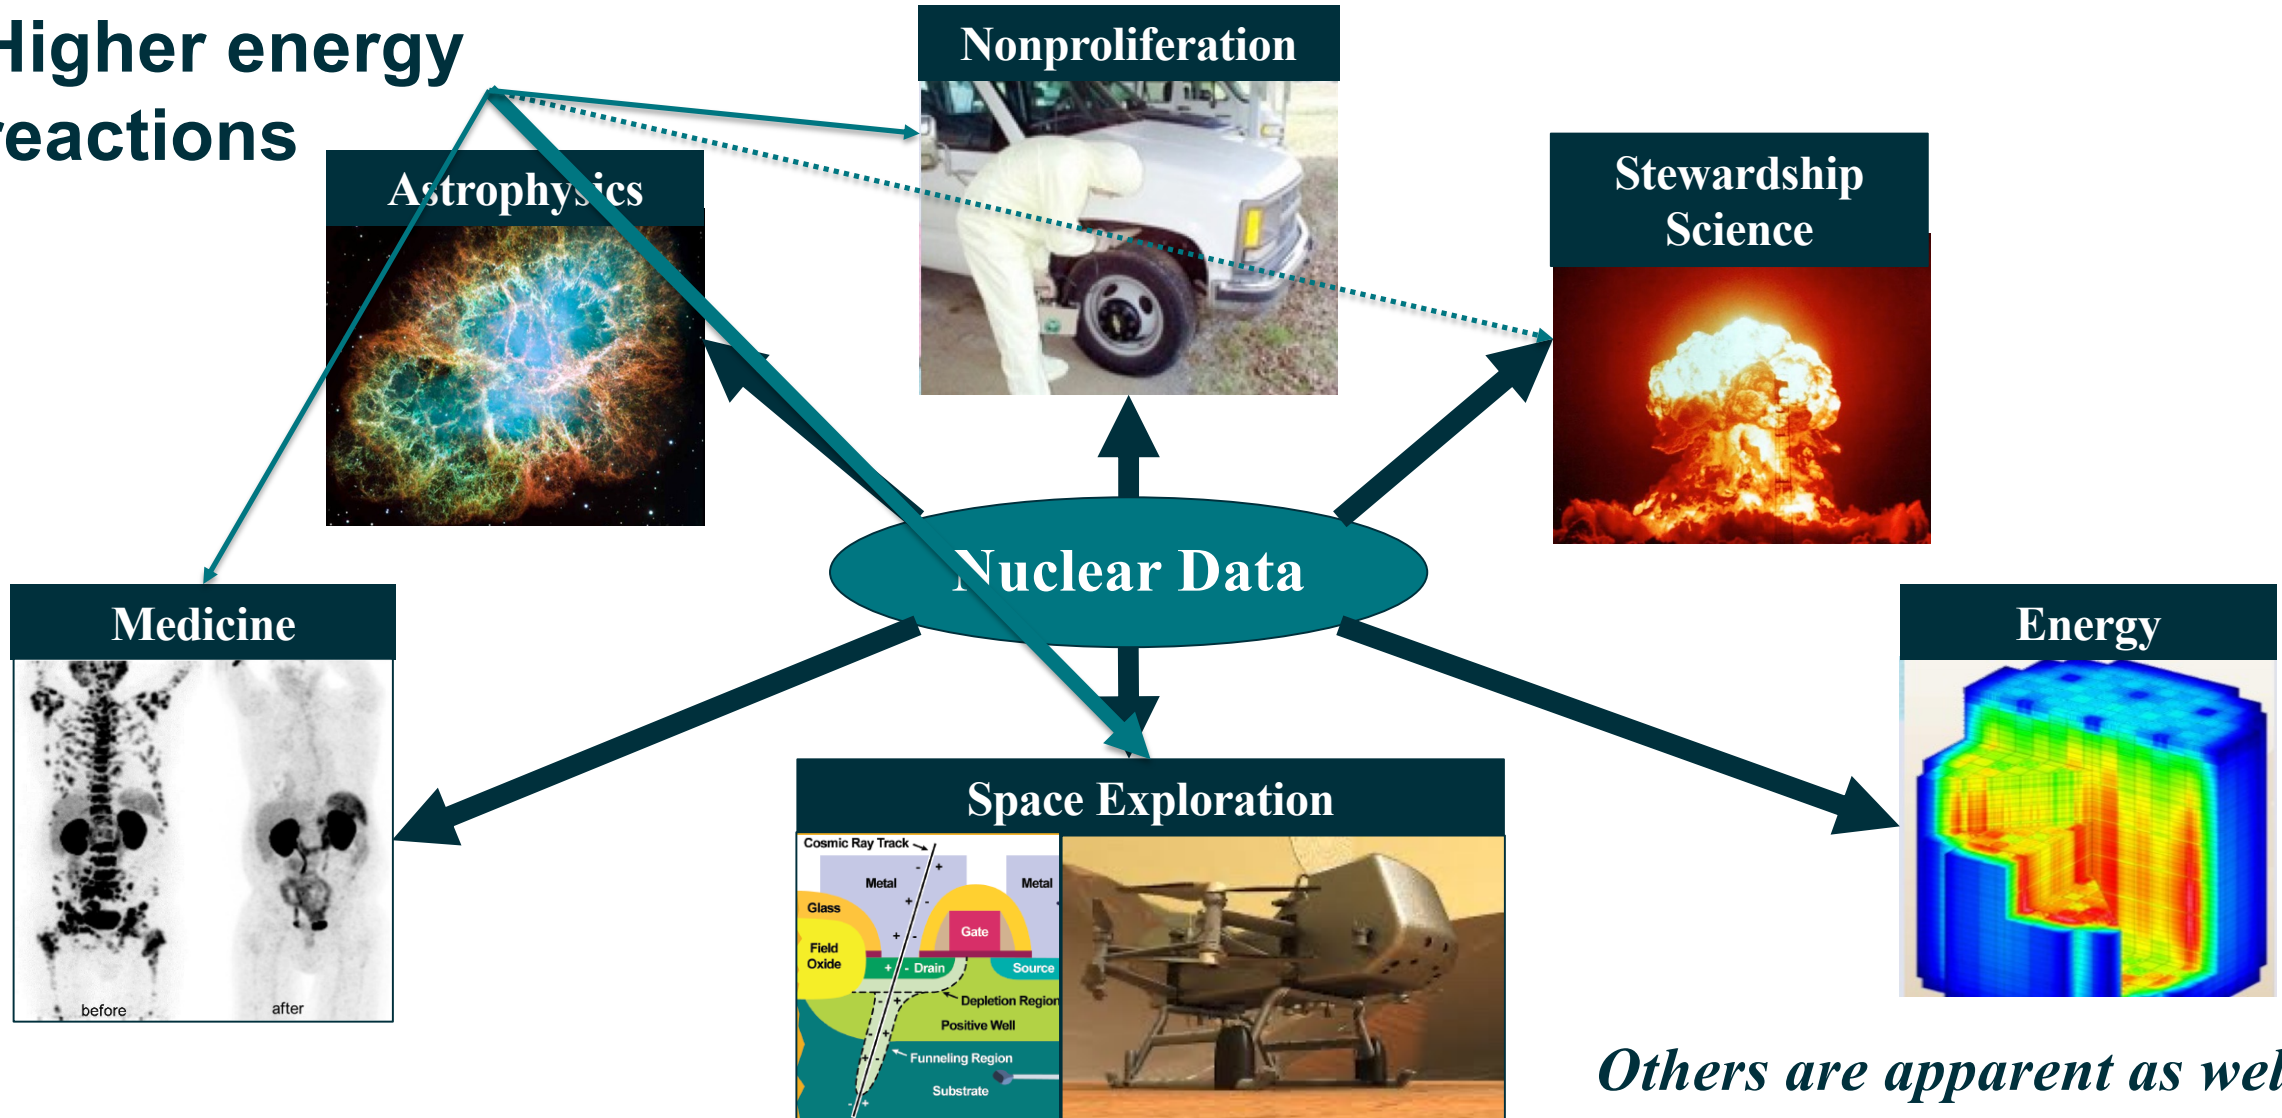 Higher energy
reactions
Nonproliferation
Astrophysics
Stewardship
Science
Nuclear Data
Medicine
before
after
Energy
Space Exploration
Cosmic Ray Track
Metal
Metal
Glass
Gate
Field
Oxide
Drain
Source
Depletion Region
Positive Well
Funneling Region
Substrate
Others are apparent as wel